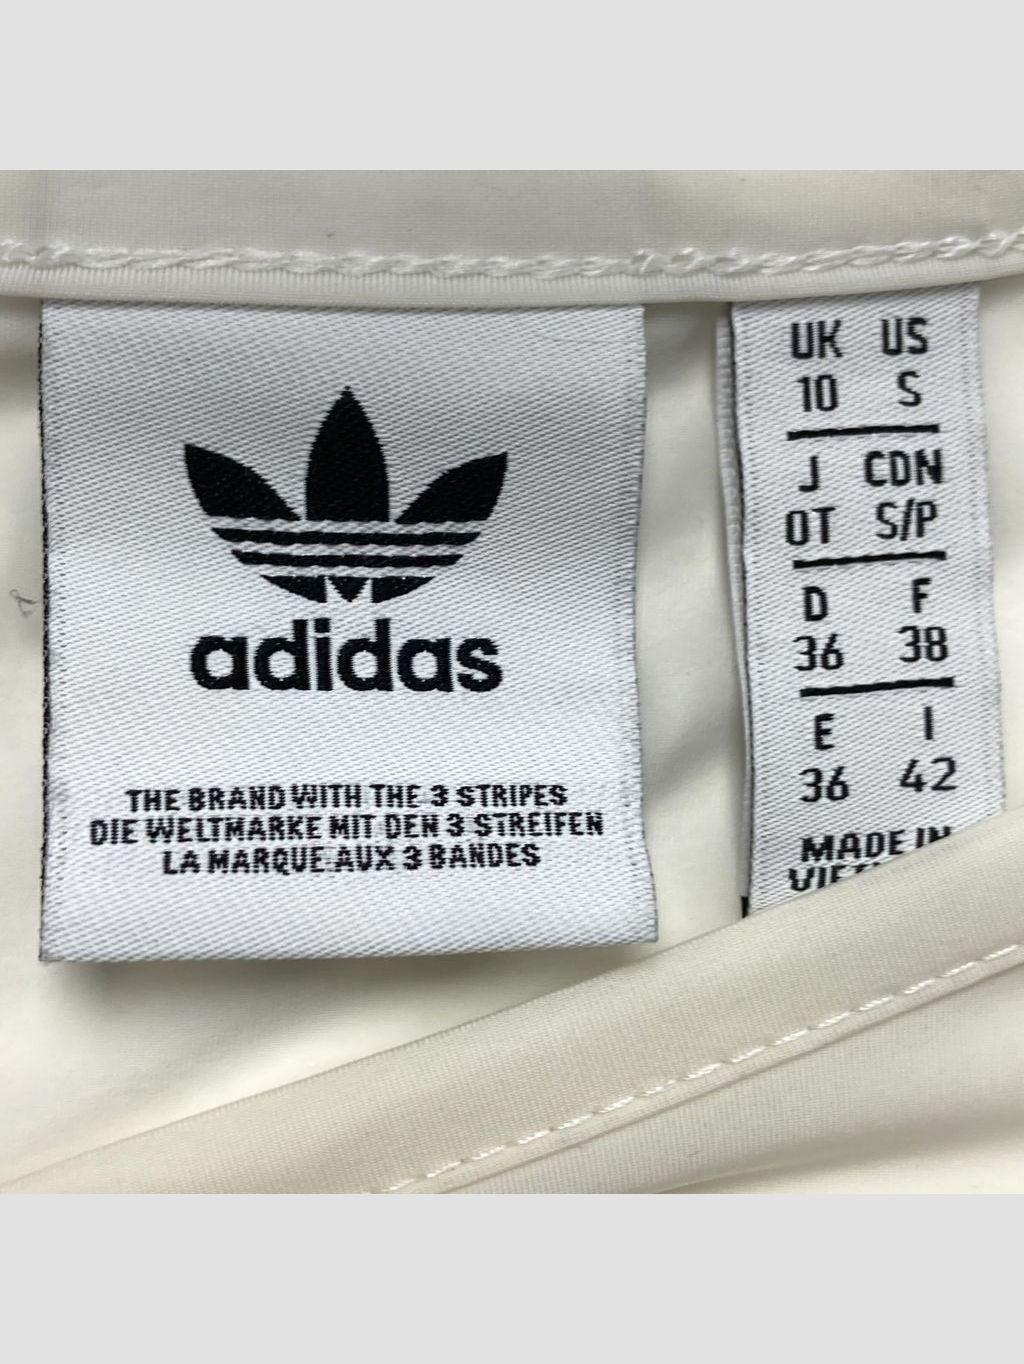 adidas
THE BRAND WITH THE 3 STRIPES
DIE WELTMARKE MIT DEN 3 STREIFEN
LA MARQUE AUX 3 BANDES
UK US
10 S
J CDN
OT S/P
D F
36 38
E I
36 42
MADE IN